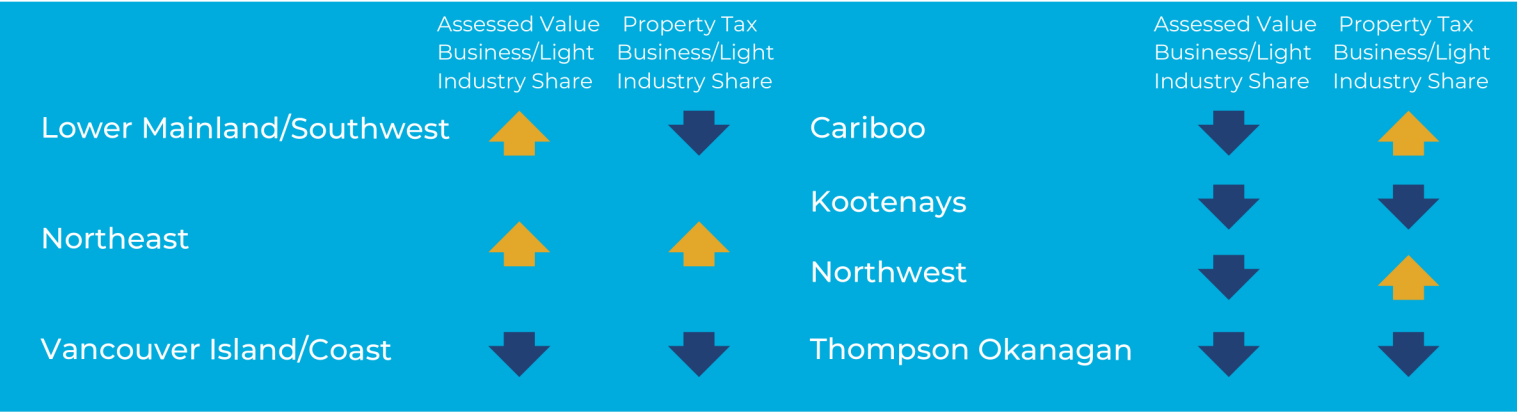 Assessed Value Property Tax Assessed Value Property Tax
Business/Light Business/Light Business/Light Business/Light
Industry Share Industry Share Industry Share Industry Share
Lower Mainland/Southwest Cariboo
Kootenays
Northeast
Northwest
Vancouver Island/Coast Thompson Okanagan